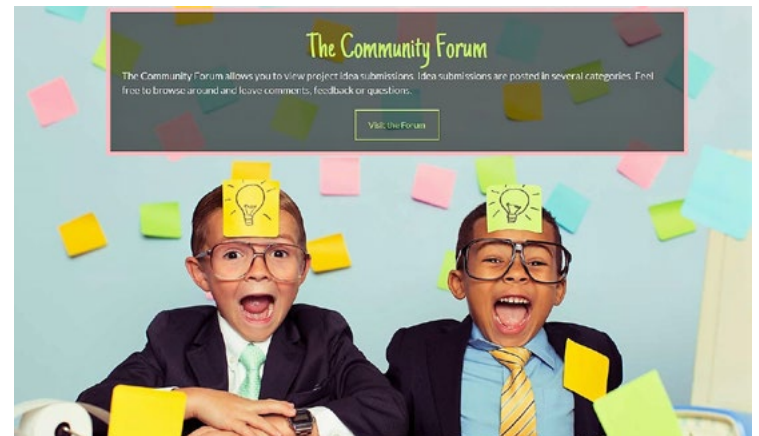 The Community Forum
The Community Forum allows you to view project idea submissions. Idea submissions are posted in several categories. Feel
free to browse around and leave comments, feedback or questions.
Visit the Forum